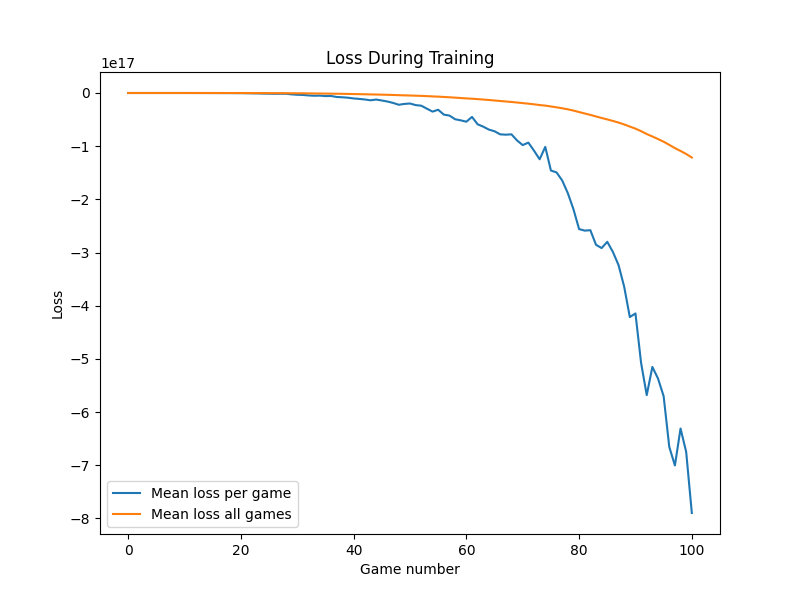 Loss During Training
1e17
0
−1
−2
−3
−4
−5
−6
−7
−8
Loss
Mean loss per game
Mean loss all games
0 20 40 60 80 100
Game number